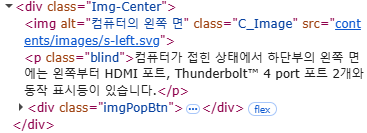 ▼<div class="Img-Center">
<img alt="컴퓨터의 왼쪽 면" class="C_Image" src="cont
ents/images/s-left.svg">
<p class="blind">컴퓨터가 접힌 상태에서 하단부의 왼쪽 면
에는 왼쪽부터 HDMI 포트, Thunderbolt™ 4 port 포트 2개와
동작 표시등이 있습니다.</p>
▶<div class="imgPopBtn"> ⋯ </div> flex
</div>